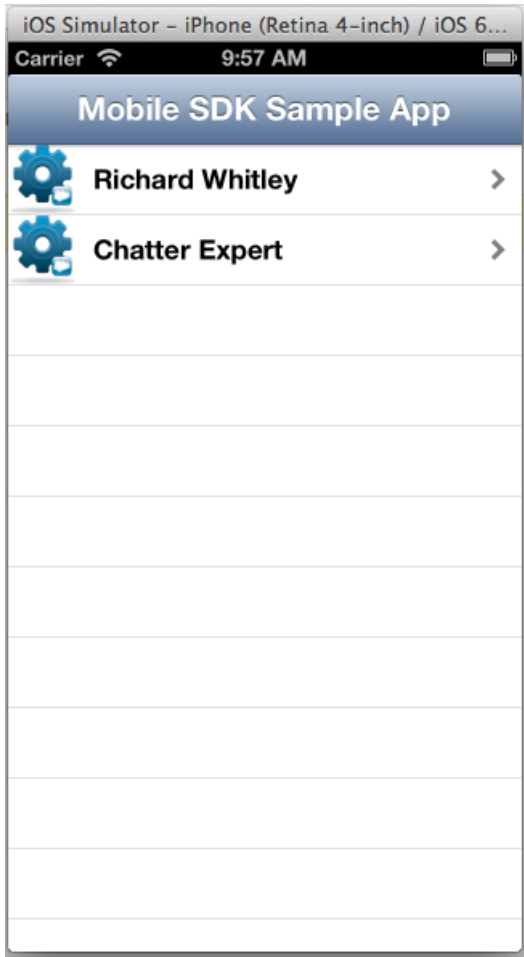 iOS Simulator – iPhone (Retina 4-inch) / iOS 6...
Carrier 9:57 AM
Mobile SDK Sample App
Richard Whitley
Chatter Expert